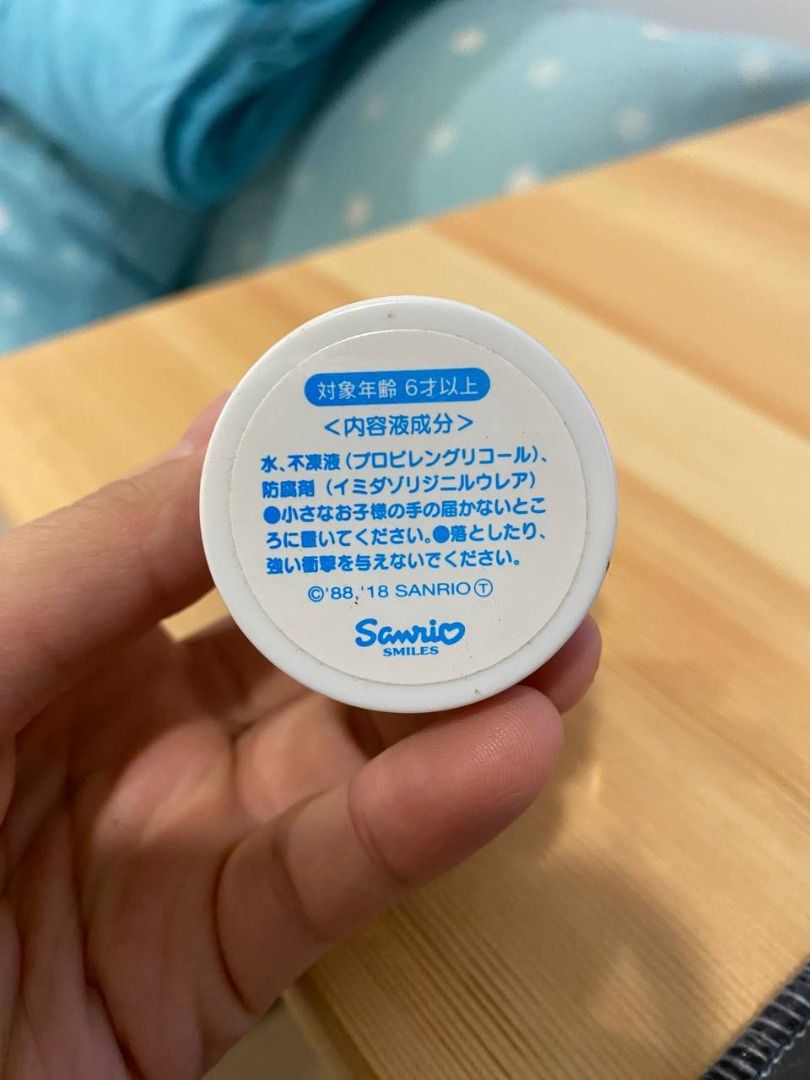 対象年齢 6才以上
＜内容液成分＞
水、不凍液（プロピレングリコール）、
防腐剤（イミダゾリジニルウレア）
●小さなお子様の手の届かないとこ
ろに置いてください。●落としたり、
強い衝撃を与えないでください。
©'88,'18 SANRIO Ⓣ
Sanrio
SMILES